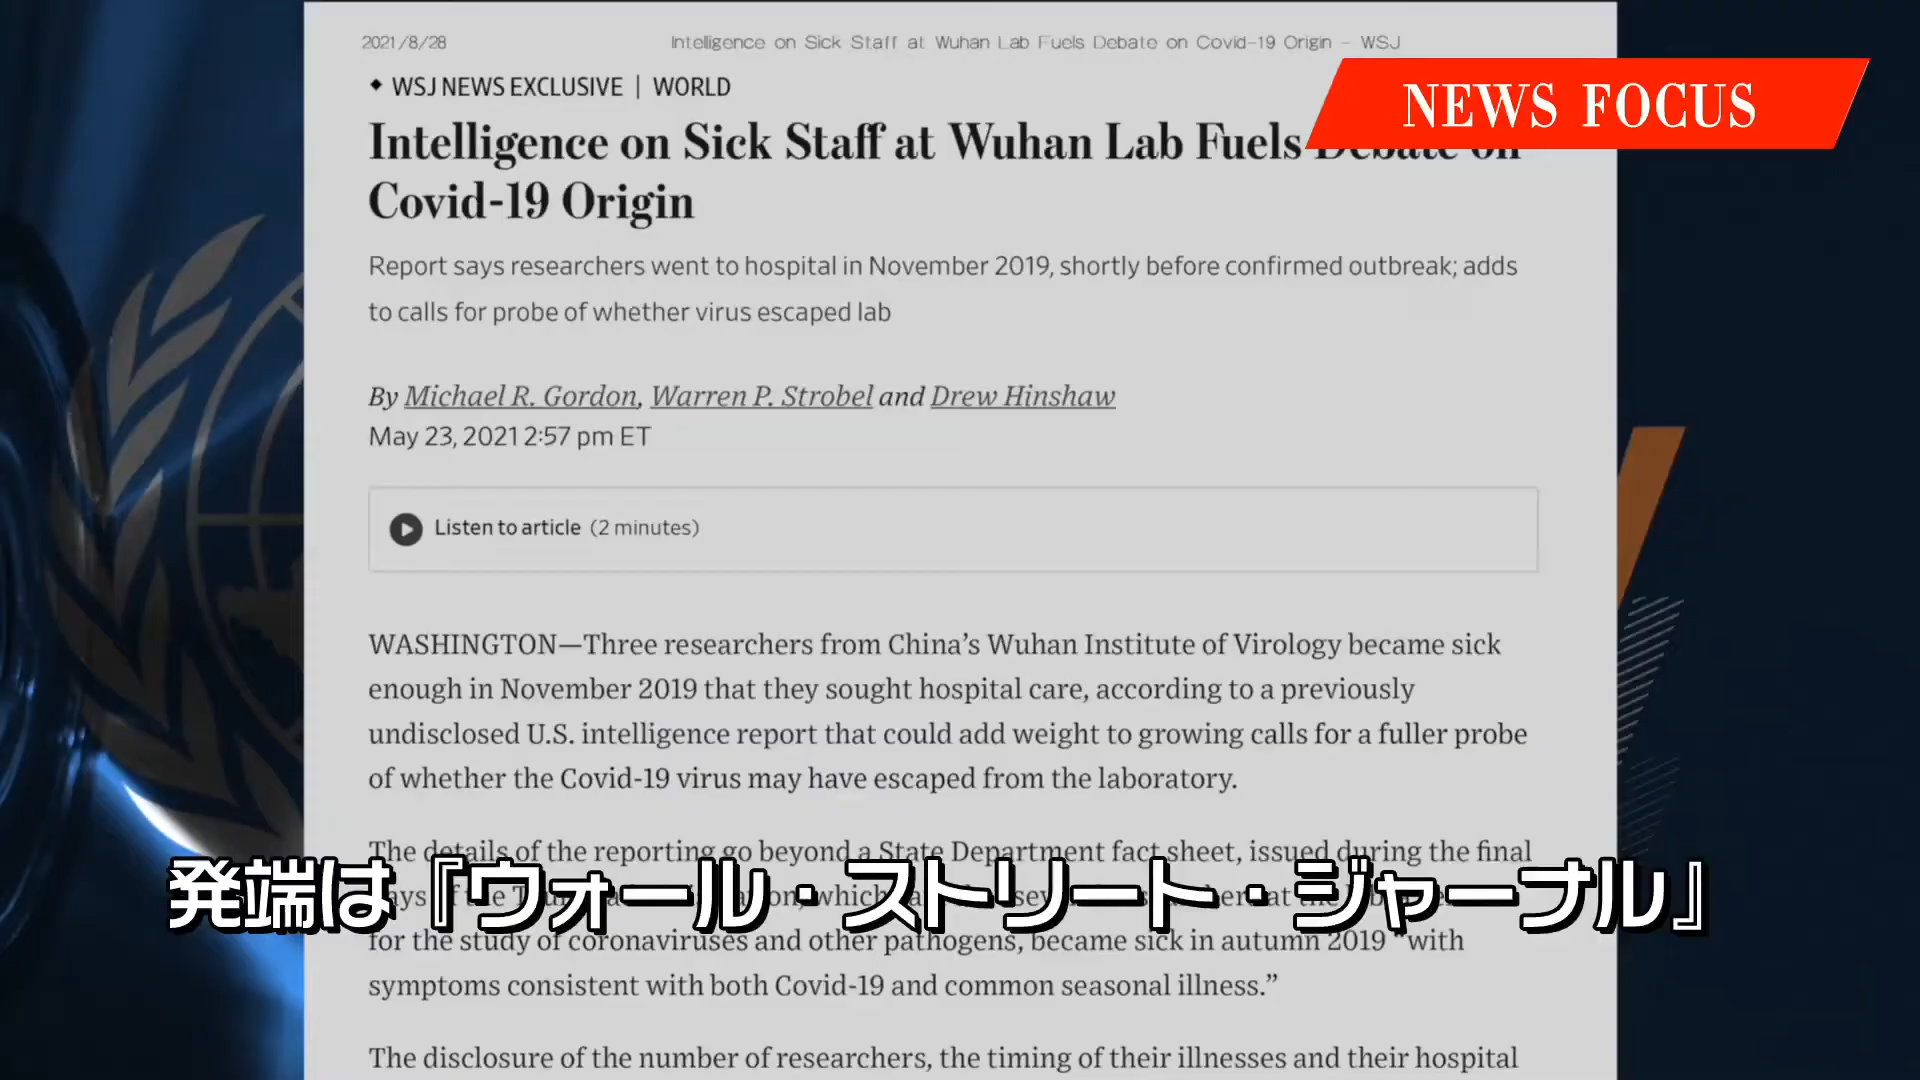 2021/8/28
Intelligence on Sick Staff at Wuhan Lab Fuels Debate on Covid-19 Origin - WSJ
◆ WSJ NEWS EXCLUSIVE | WORLD
NEWS FOCUS
Intelligence on Sick Staff at Wuhan Lab Fuels Debate on
Covid-19 Origin
Report says researchers went to hospital in November 2019, shortly before confirmed outbreak; adds
to calls for probe of whether virus escaped lab
By Michael R. Gordon, Warren P. Strobel and Drew Hinshaw
May 23, 2021 2:57 pm ET
Listen to article (2 minutes)
WASHINGTON—Three researchers from China’s Wuhan Institute of Virology became sick
enough in November 2019 that they sought hospital care, according to a previously
undisclosed U.S. intelligence report that could add weight to growing calls for a fuller probe
of whether the Covid-19 virus may have escaped from the laboratory.
The details of the reporting go beyond a State Department fact sheet, issued during the final
which at the
発端は『ウォール・ストリート・ジャーナル』
for the study of coronaviruses and other pathogens, became sick in autumn 2019 “with
symptoms consistent with both Covid-19 and common seasonal illness.”
The disclosure of the number of researchers, the timing of their illnesses and their hospital